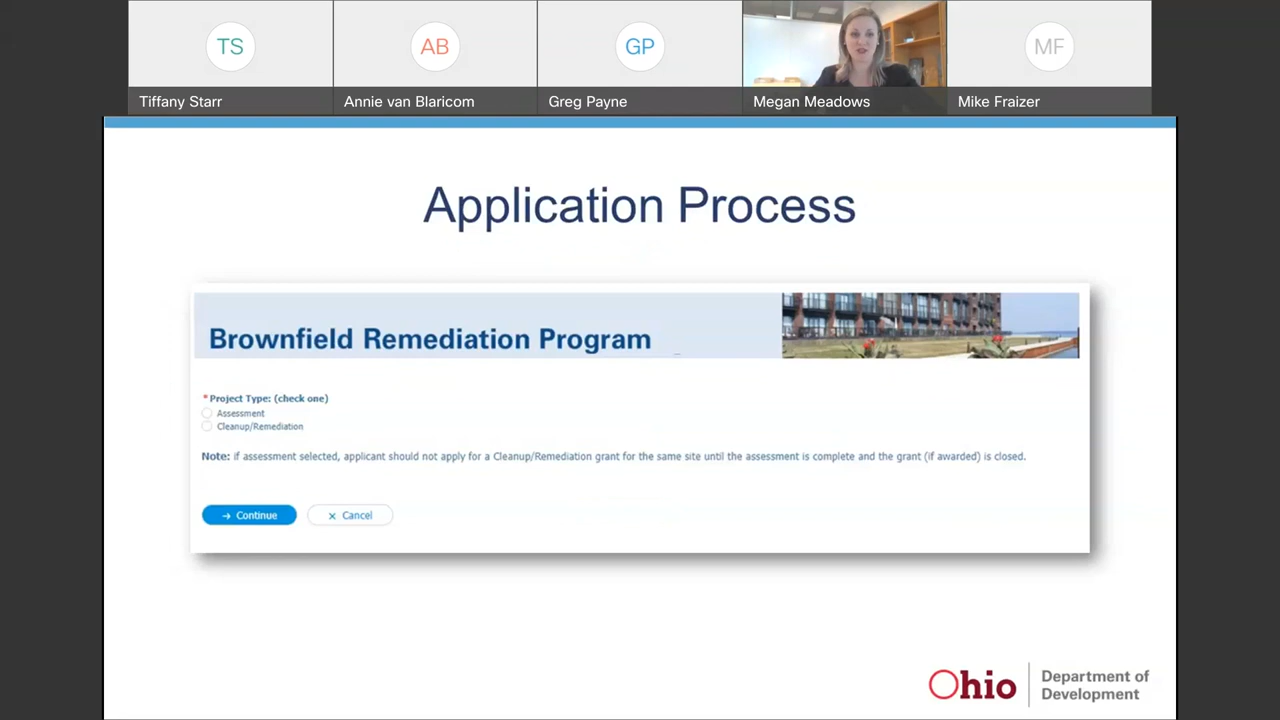 TS
AB
GP
MF
Tiffany Starr
Annie van Blaricom
Greg Payne
Megan Meadows
Mike Fraizer
Application Process
Brownfield Remediation Program
* Project Type: (check one)
Assessment
Cleanup/Remediation
Note: if assessment selected, applicant should not apply for a Cleanup/Remediation grant for the same site until the assessment is complete and the grant (if awarded) is closed.
→ Continue
× Cancel
Ohio
Department of
Development